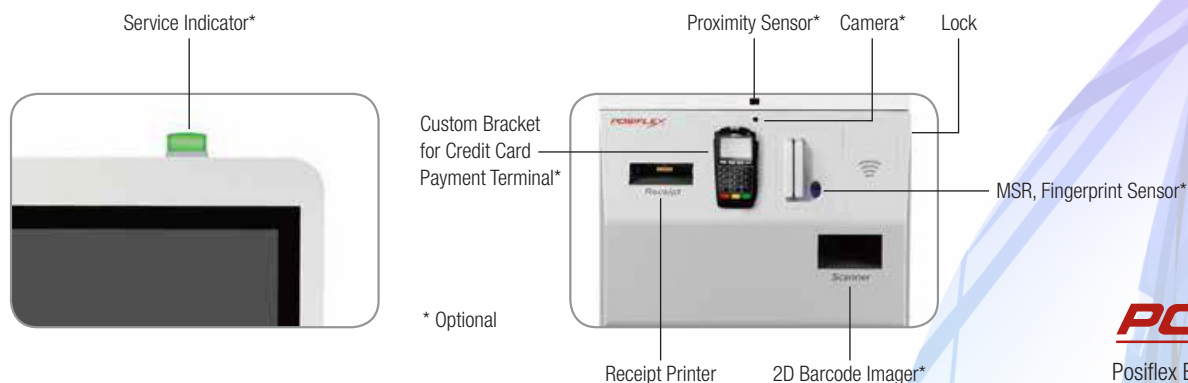 Service Indicator*
Proximity Sensor*
Camera*
Lock
Custom Bracket
for Credit Card
Payment Terminal*
POSIFLEX
Receipt
MSR, Fingerprint Sensor*
Scanner
* Optional
Receipt Printer
2D Barcode Imager*
Posiflex